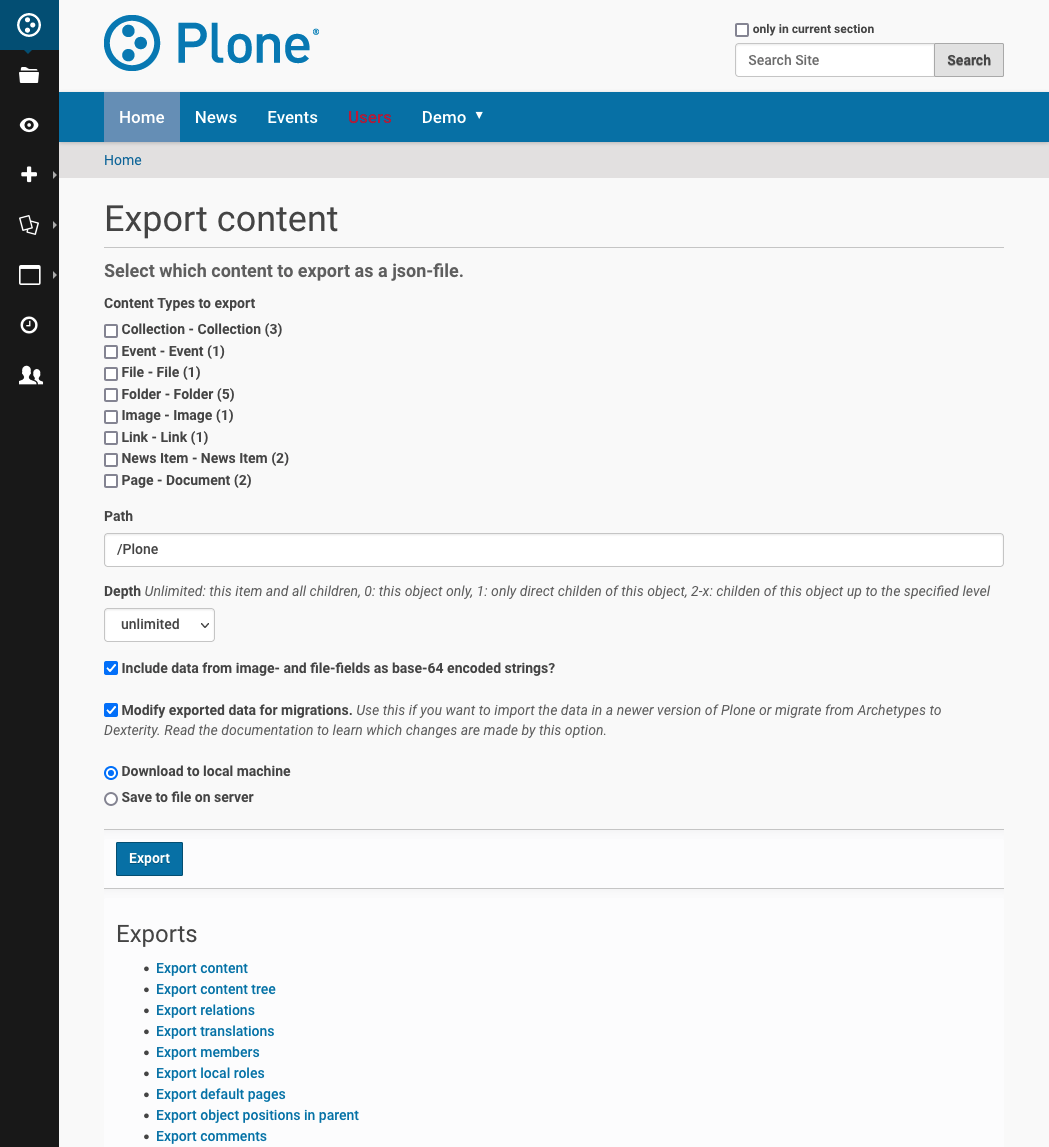 Plone®
only in current section
Search Site
Search
Home
News
Events
Users
Demo ▼
Home
Export content
Select which content to export as a json-file.
Content Types to export
Collection - Collection (3)
Event - Event (1)
File - File (1)
Folder - Folder (5)
Image - Image (1)
Link - Link (1)
News Item - News Item (2)
Page - Document (2)
Path
/Plone
Depth Unlimited: this item and all children, 0: this object only, 1: only direct childen of this object, 2-x: childen of this object up to the specified level
unlimited
Include data from image- and file-fields as base-64 encoded strings?
Modify exported data for migrations. Use this if you want to import the data in a newer version of Plone or migrate from Archetypes to
Dexterity. Read the documentation to learn which changes are made by this option.
Download to local machine
Save to file on server
Export
Exports
• Export content
• Export content tree
• Export relations
• Export translations
• Export members
• Export local roles
• Export default pages
• Export object positions in parent
• Export comments